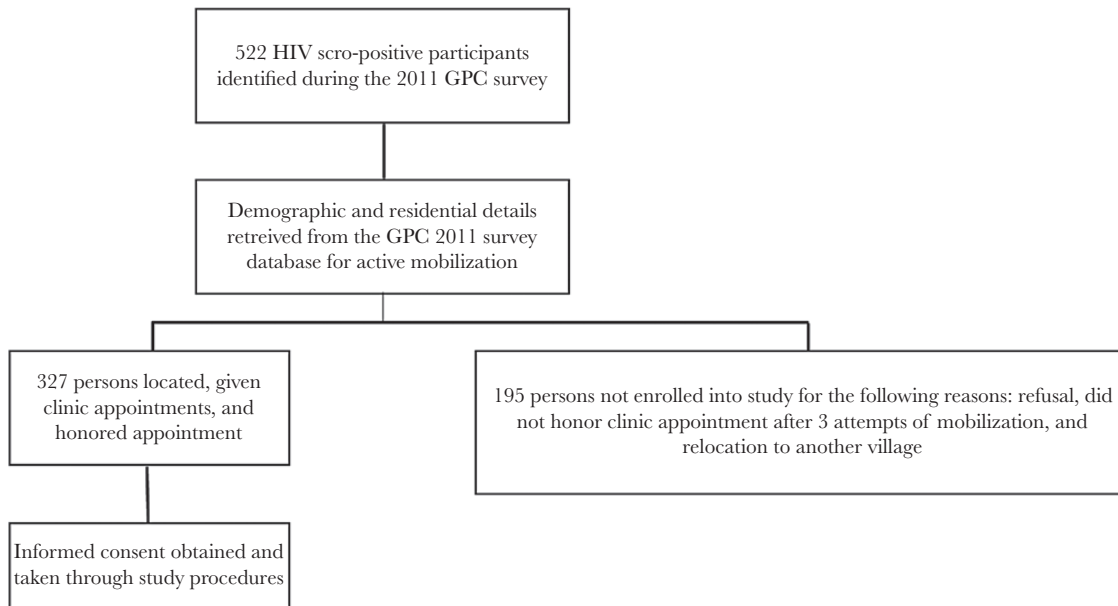 522 HIV scro-positive participants
identified during the 2011 GPC survey
Demographic and residential details
retreived from the GPC 2011 survey
database for active mobilization
327 persons located, given
clinic appointments, and
honored appointment
195 persons not enrolled into study for the following reasons: refusal, did
not honor clinic appointment after 3 attempts of mobilization, and
relocation to another village
Informed consent obtained and
taken through study procedures